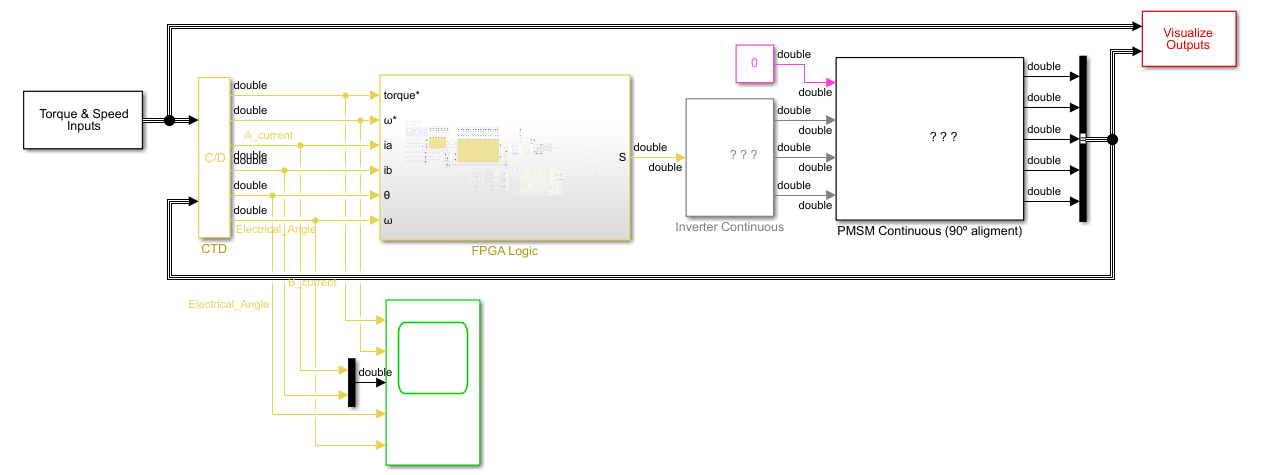 Visualize
Outputs
double
0
double
double
Torque & Speed
Inputs
double
torque*
double
ω*
A_current
ia
C/D
double
double
ib
double
θ
double
ω
Electrical_Angle
CTD
FPGA Logic
S
double
double
? ? ?
Inverter Continuous
double
double
double
double
double
double
? ? ?
PMSM Continuous (90º aligment)
double
double
double
double
double
B_current
Electrical_Angle
double